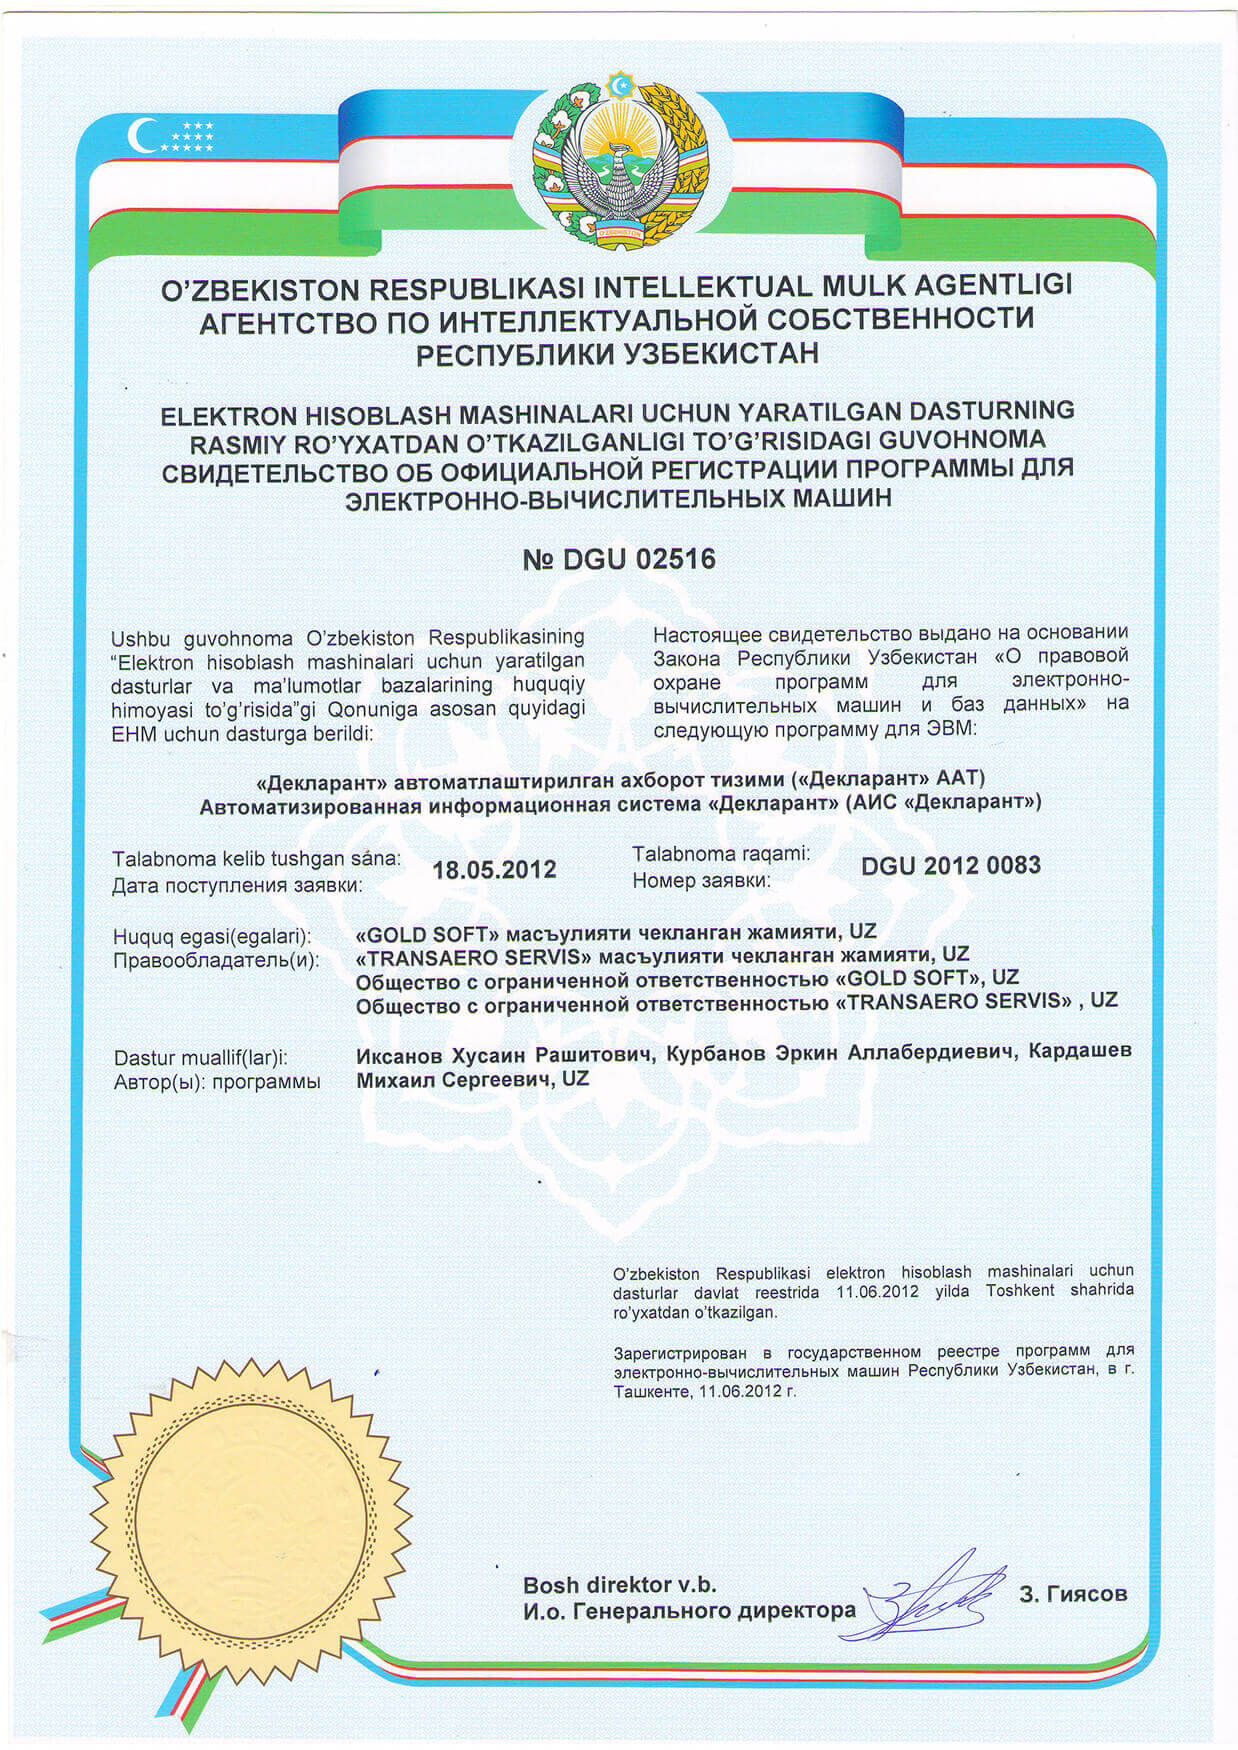 O'ZBEKISTON
O'ZBEKISTON RESPUBLIKASI INTELLEKTUAL MULK AGENTLIGI
АГЕНТСТВО ПО ИНТЕЛЛЕКТУАЛЬНОЙ СОБСТВЕННОСТИ
РЕСПУБЛИКИ УЗБЕКИСТАН
ELEKTRON HISOBLASH MASHINALARI UCHUN YARATILGAN DASTURNING
RASMIY RO'YXATDAN O'TKAZILGANLIGI TO'G'RISIDAGI GUVOHNOMA
СВИДЕТЕЛЬСТВО ОБ ОФИЦИАЛЬНОЙ РЕГИСТРАЦИИ ПРОГРАММЫ ДЛЯ
ЭЛЕКТРОННО-ВЫЧИСЛИТЕЛЬНЫХ МАШИН
№ DGU 02516
Ushbu guvohnoma O'zbekiston Respublikasining
"Elektron hisoblash mashinalari uchun yaratilgan
dasturlar va ma'lumotlar bazalarining huquqiy
himoyasi to'g'risida"gi Qonuniga asosan quyidagi
EHM uchun dasturga berildi:
Настоящее свидетельство выдано на основании
Закона Республики Узбекистан «О правовой
охране программ для электронно-
вычислительных машин и баз данных» на
следующую программу для ЭВМ:
«Декларант» автоматлаштирилган ахборот тизими («Декларант» ААТ)
Автоматизированная информационная система «Декларант» (АИС «Декларант»)
Talabnoma kelib tushgan sana:
Дата поступления заявки:
18.05.2012
Talabnoma raqami:
Номер заявки:
DGU 2012 0083
Huquq egasi(egalari):
Правообладатель(и):
«GOLD SOFT» масъулияти чекланган жамияти, UZ
«TRANSAERO SERVIS» масъулияти чекланган жамияти, UZ
Общество с ограниченной ответственностью «GOLD SOFT», UZ
Общество с ограниченной ответственностью «TRANSAERO SERVIS» , UZ
Dastur muallif(lar)i:
Автор(ы): программы
Иксанов Хусаин Рашитович, Курбанов Эркин Аллабердиевич, Кардашев
Михаил Сергеевич, UZ
O'zbekiston Respublikasi elektron hisoblash mashinalari uchun
dasturlar davlat reestrida 11.06.2012 yilda Toshkent shahrida
ro'yxatdan o'tkazilgan.
Зарегистрирован в государственном реестре программ для
электронно-вычислительных машин Республики Узбекистан, в г.
Ташкенте, 11.06.2012 г.
Bosh direktor v.b.
И.о. Генерального директора
З. Гиясов